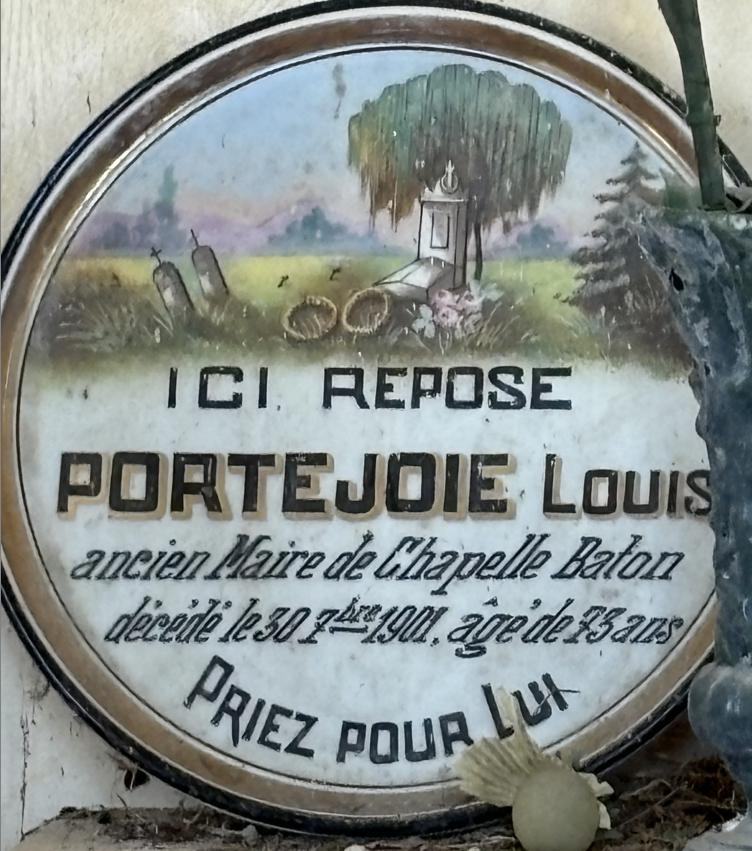 ICI REPOSE
PORTEJOIE Louis
ancien Maire de Chapelle Baton
décédé le 30 7bre 1901, âgé de 73 ans
PRIEZ POUR LUI